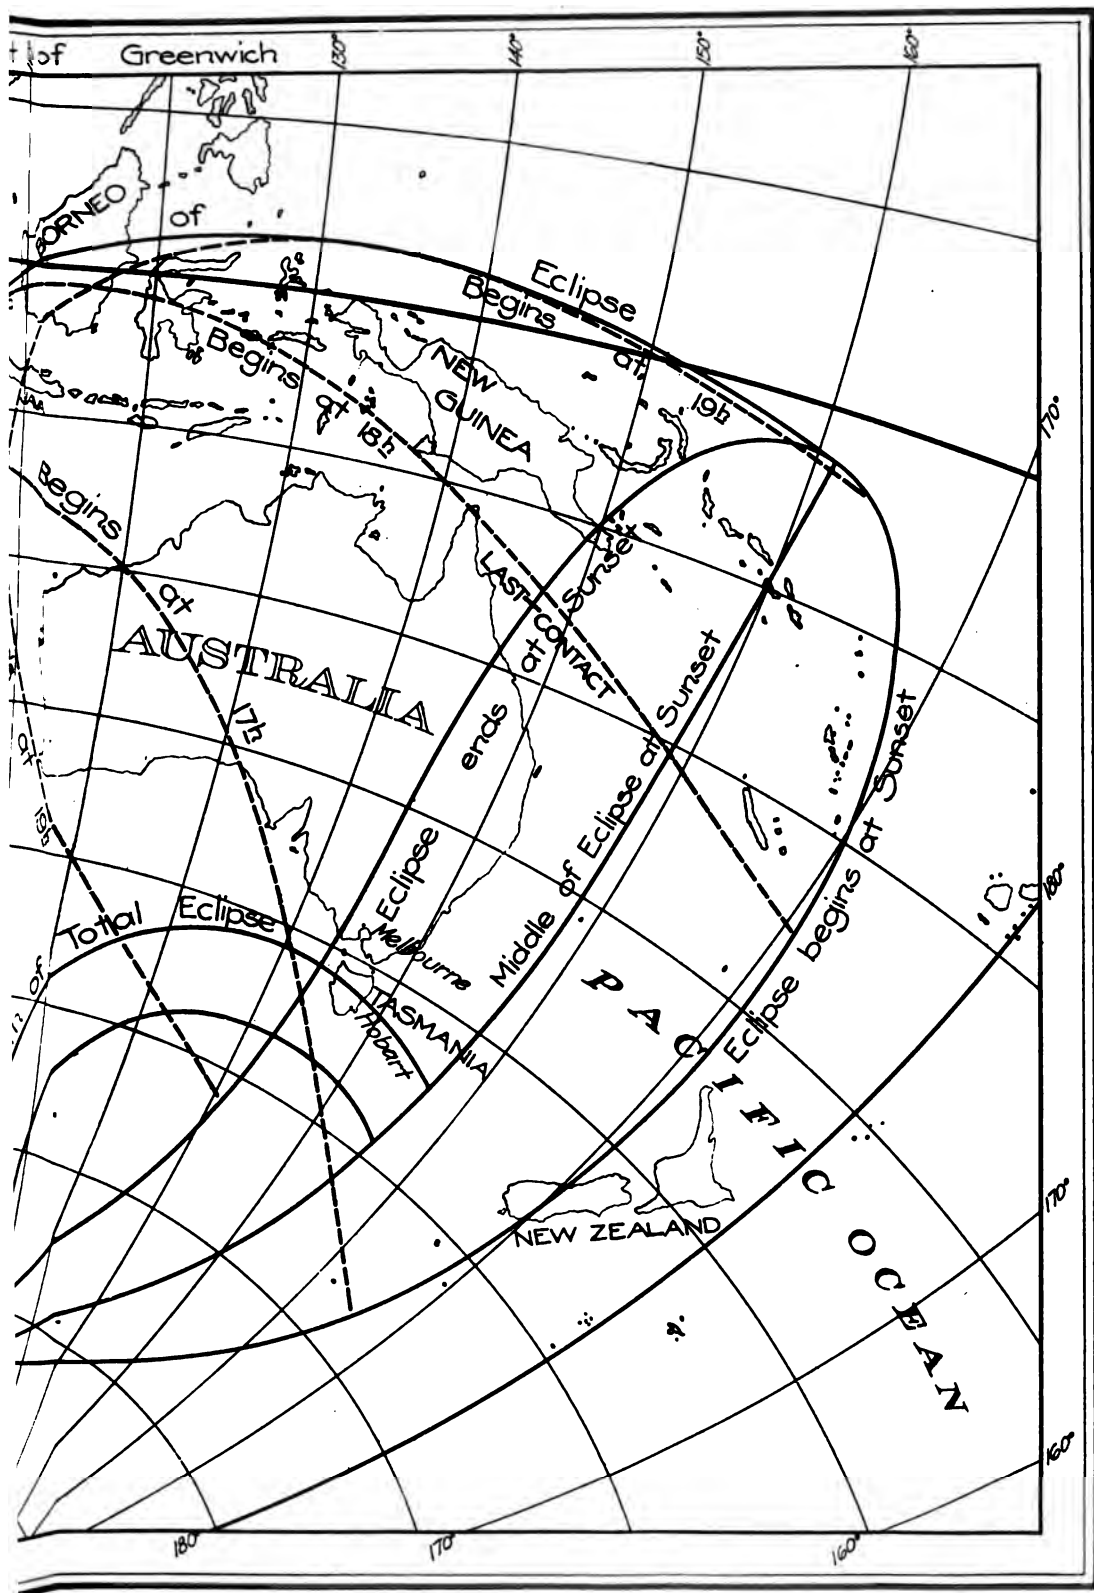 of Greenwich
130°
140°
150°
160°
BORNEO
of
Eclipse
Begins
at
19h
Begins
at
18h
NEW
GUINEA
170°
Begins
at
17h
LAST CONTACT
AUSTRALIA
Eclipse ends at Sunset
Middle of Eclipse at Sunset
Eclipse begins at Sunset
at
180°
Total Eclipse
of
Melbourne
TASMANIA
Hobart
PACIFIC OCEAN
NEW ZEALAND
170°
160°
180°
170°
160°